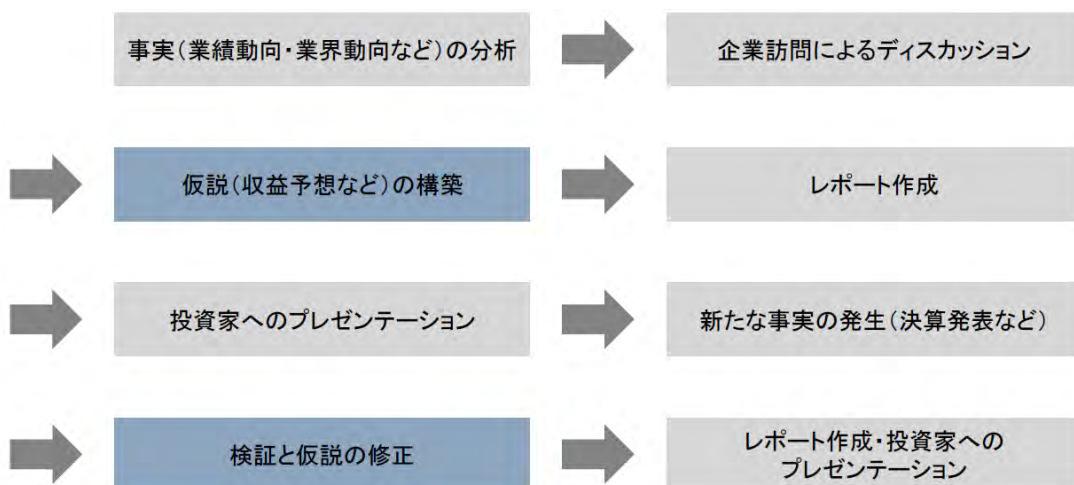 事実(業績動向・業界動向など)の分析
企業訪問によるディスカッション
仮説(収益予想など)の構築
レポート作成
投資家へのプレゼンテーション
新たな事実の発生(決算発表など)
検証と仮説の修正
レポート作成・投資家への
プレゼンテーション